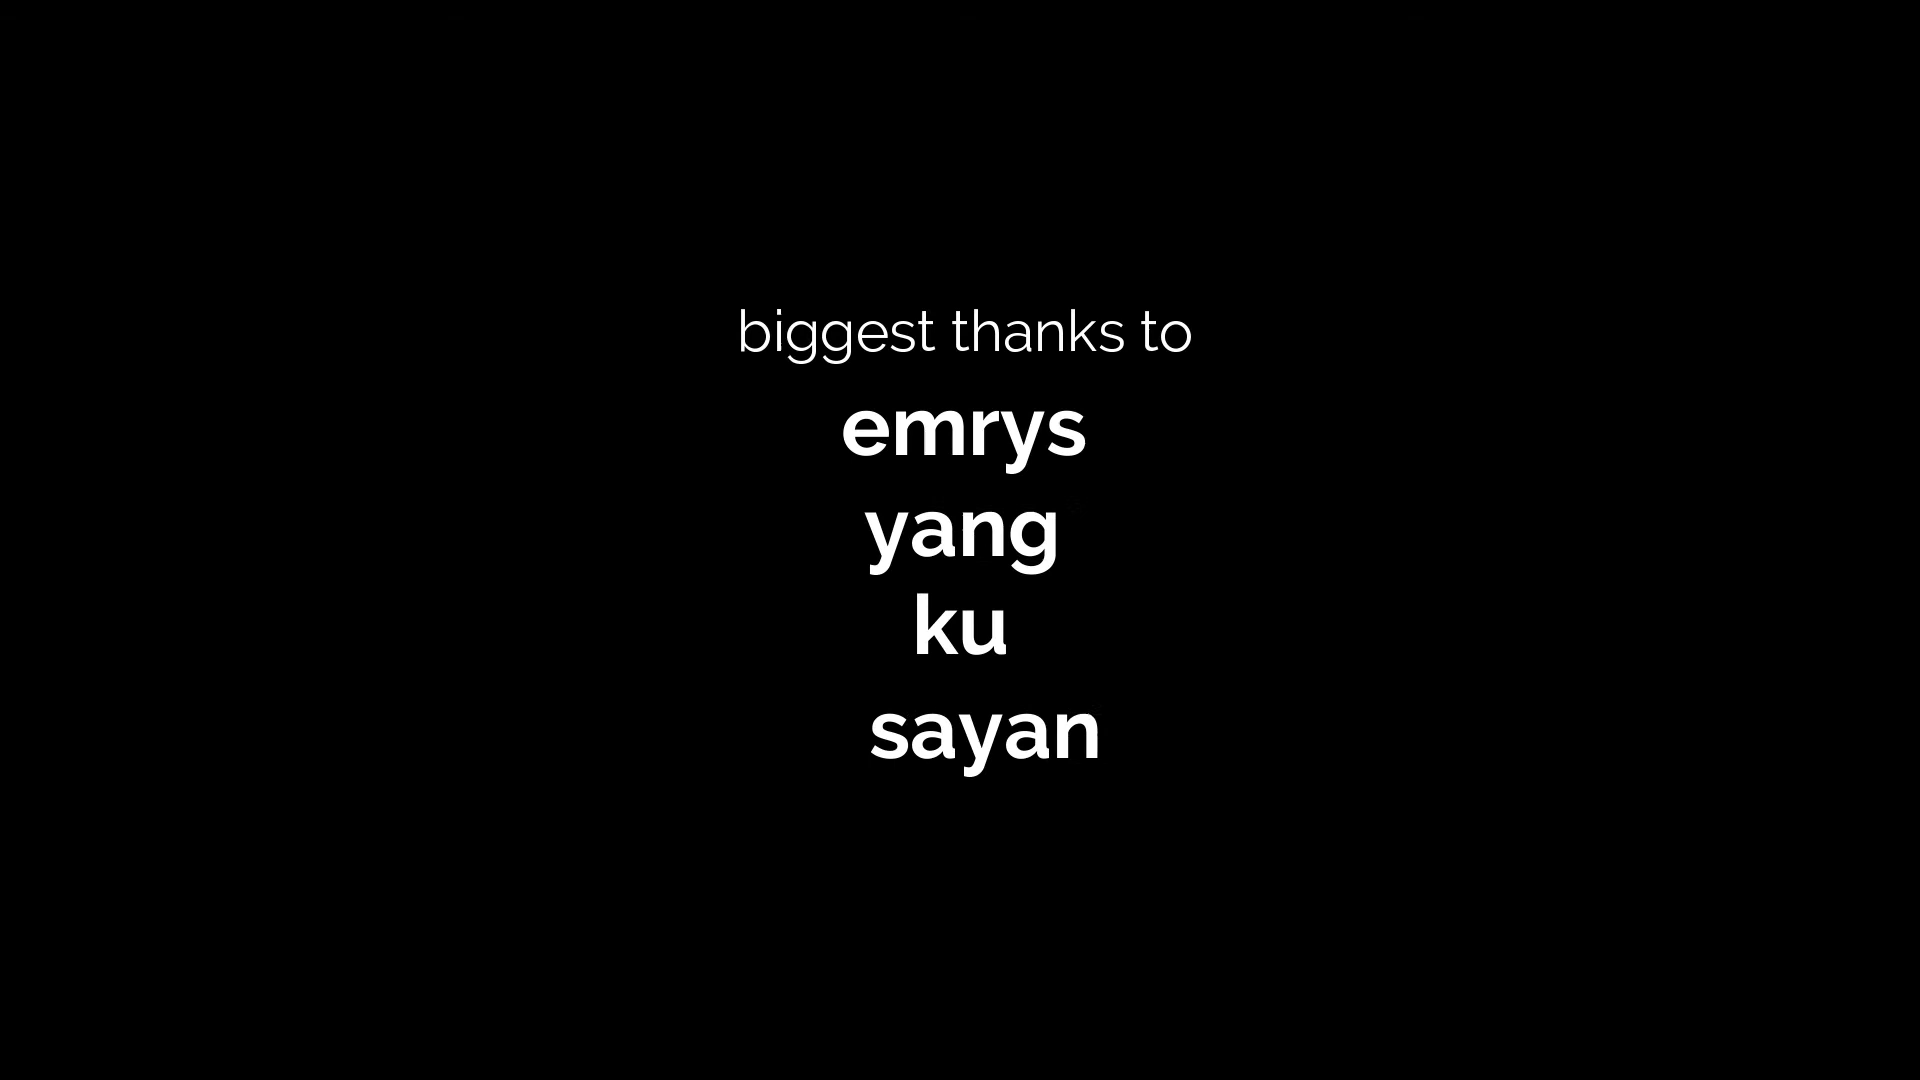 biggest thanks to
emrys
yang
ku
sayan